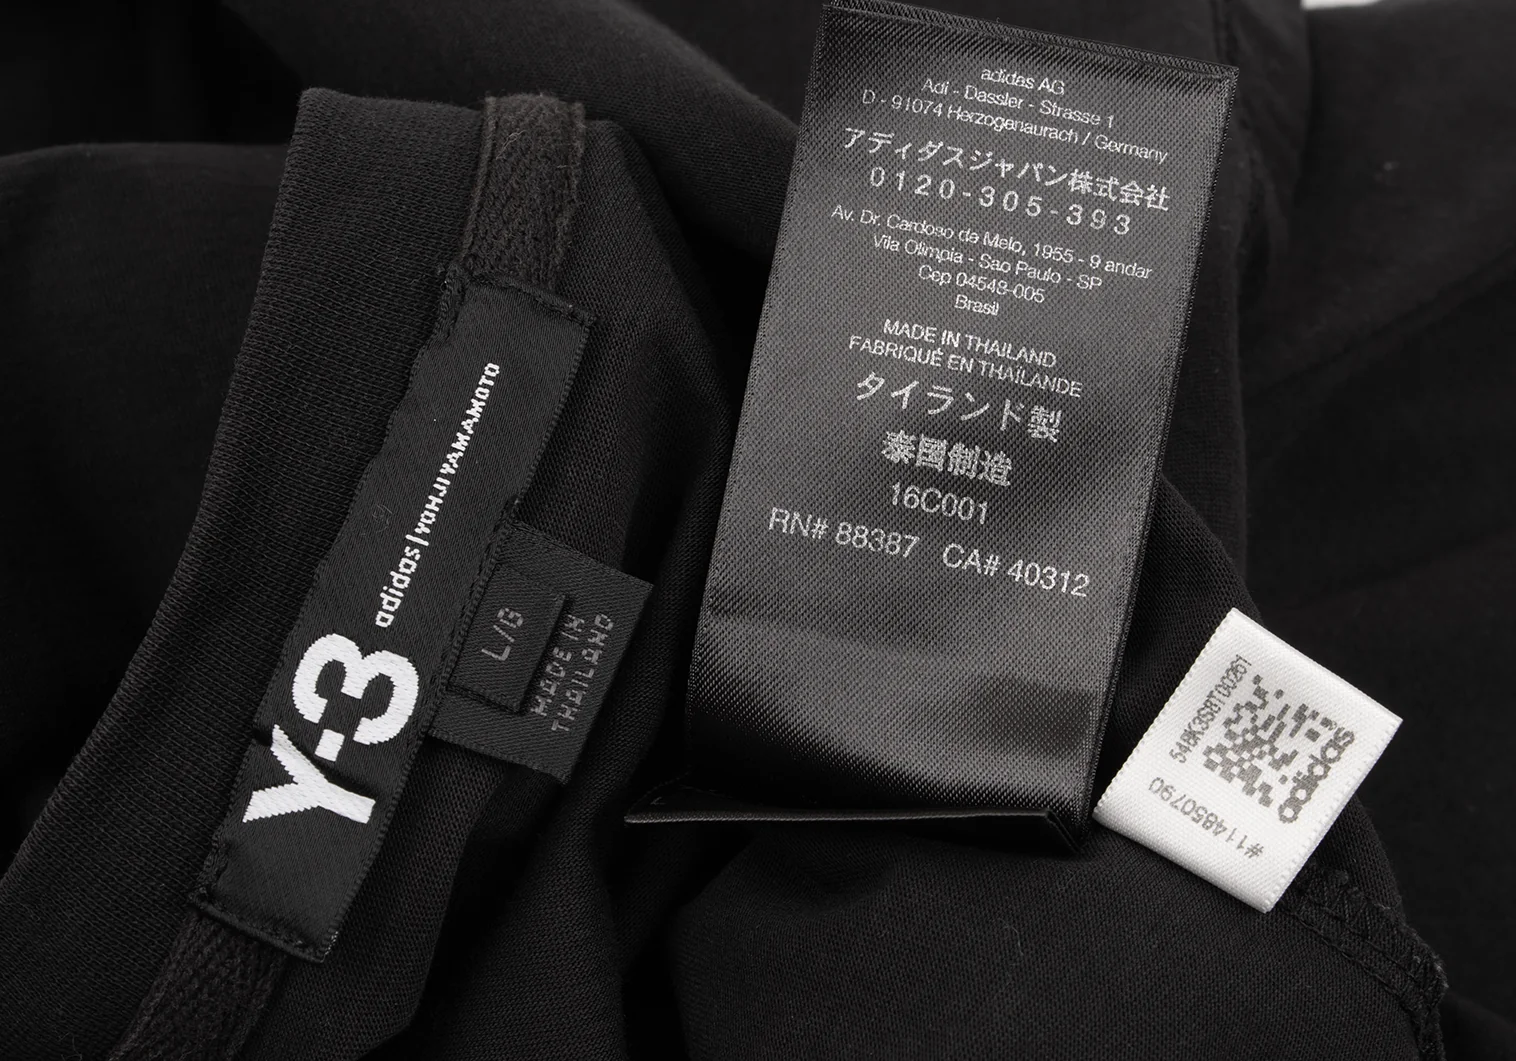 Y-3
adidas | YOHJI YAMAMOTO
L/G
MADE IN
THAILAND
adidas AG
Adi - Dassler - Strasse 1
D - 91074 Herzogenaurach / Germany
アディダスジャパン株式会社
0120-305-393
Av. Dr. Cardoso de Melo, 1955 - 9 andar
Vila Olimpia - Sao Paulo - SP
Cep 04548-005
Brasil
MADE IN THAILAND
FABRIQUÉ EN THAÏLANDE
タイランド製
泰国制造
16C001
RN# 88387 CA# 40312
adidas
#114850790